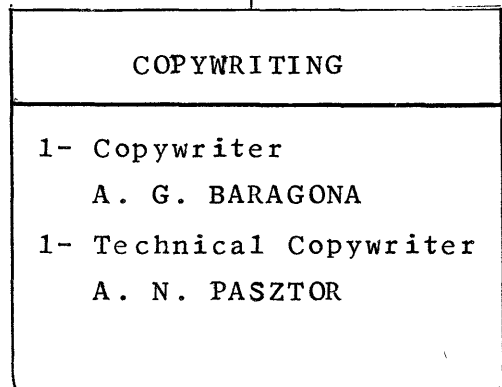 COPYWRITING
1- Copywriter
A. G. BARAGONA
1- Technical Copywriter
A. N. PASZTOR